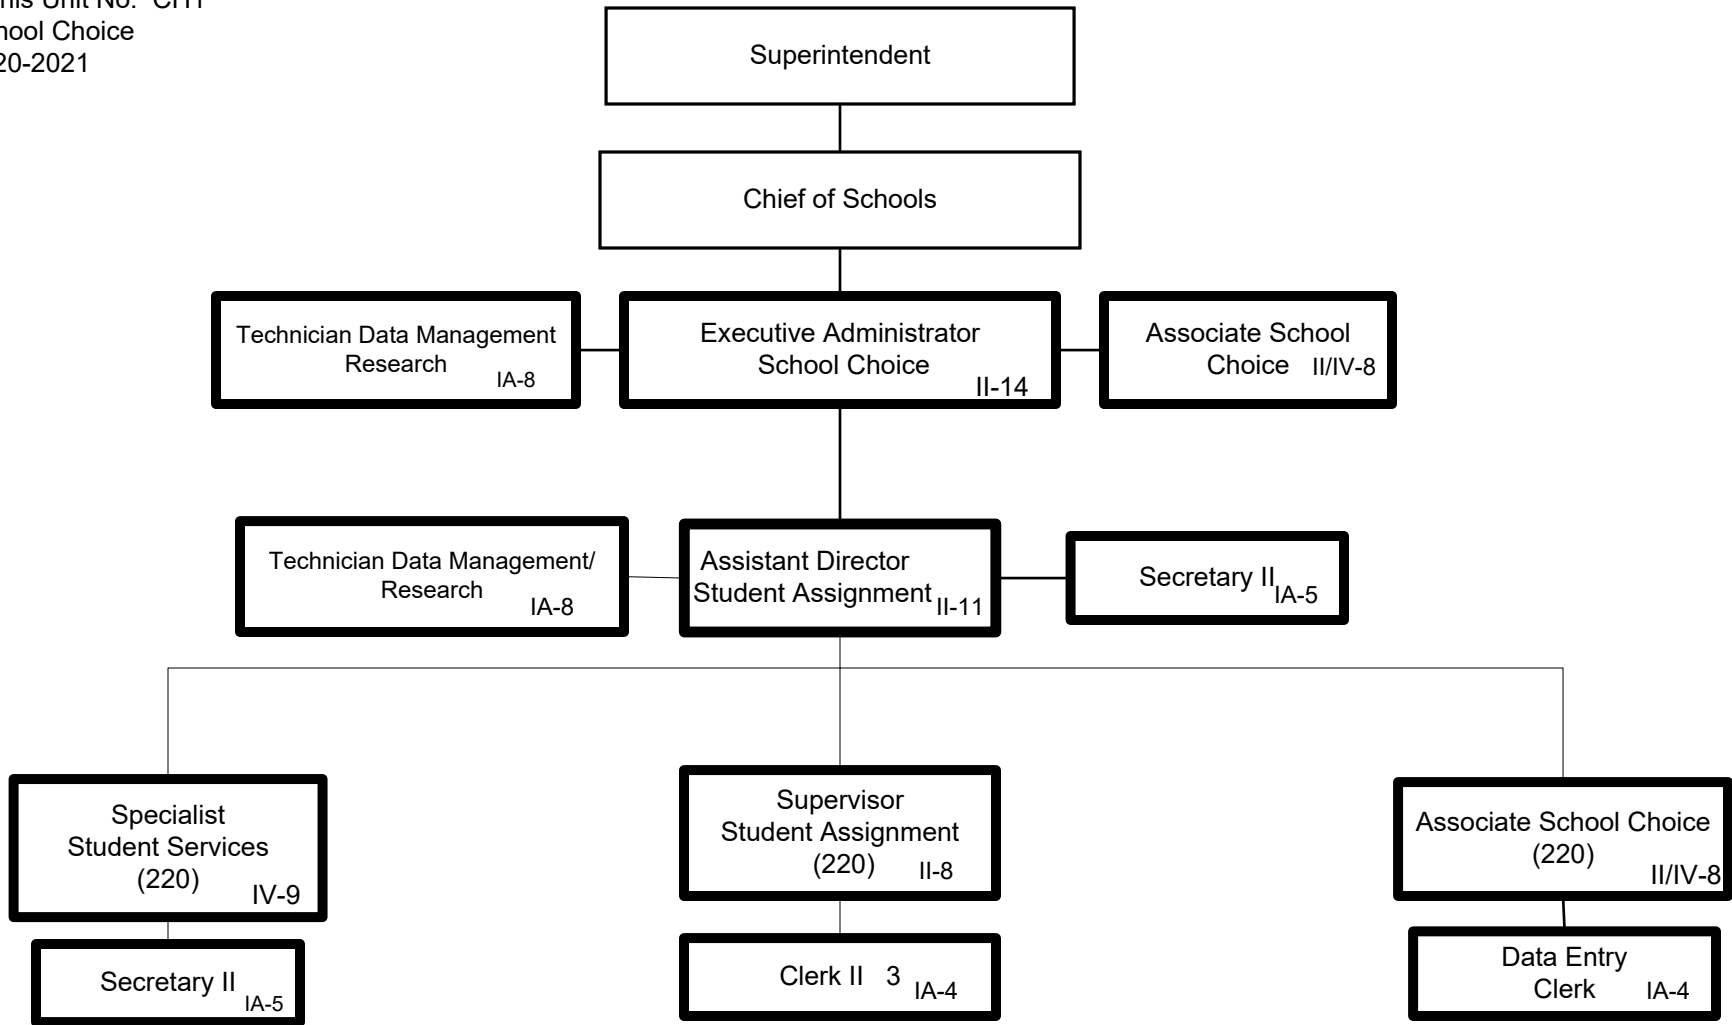 Unit No.
Choice
20-2021
Superintendent
Chief of Schools
Technician Data Management
Research
IA-8
Executive Administrator
School Choice
II-14
Associate School
Choice II/IV-8
Technician Data Management/
Research
IA-8
Assistant Director
Student Assignment
II-11
Secretary II
IA-5
Specialist
Student Services
(220)
IV-9
Supervisor
Student Assignment
(220)
II-8
Associate School Choice
(220)
II/IV-8
Secretary II
IA-5
Clerk II 3
IA-4
Data Entry
Clerk
IA-4